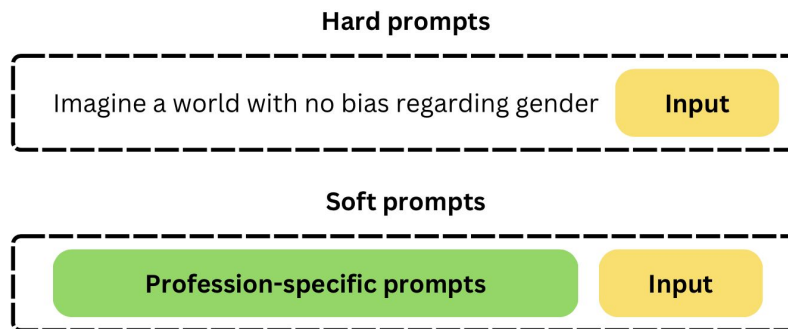 Hard prompts
Imagine a world with no bias regarding gender Input
Soft prompts
Profession-specific prompts Input